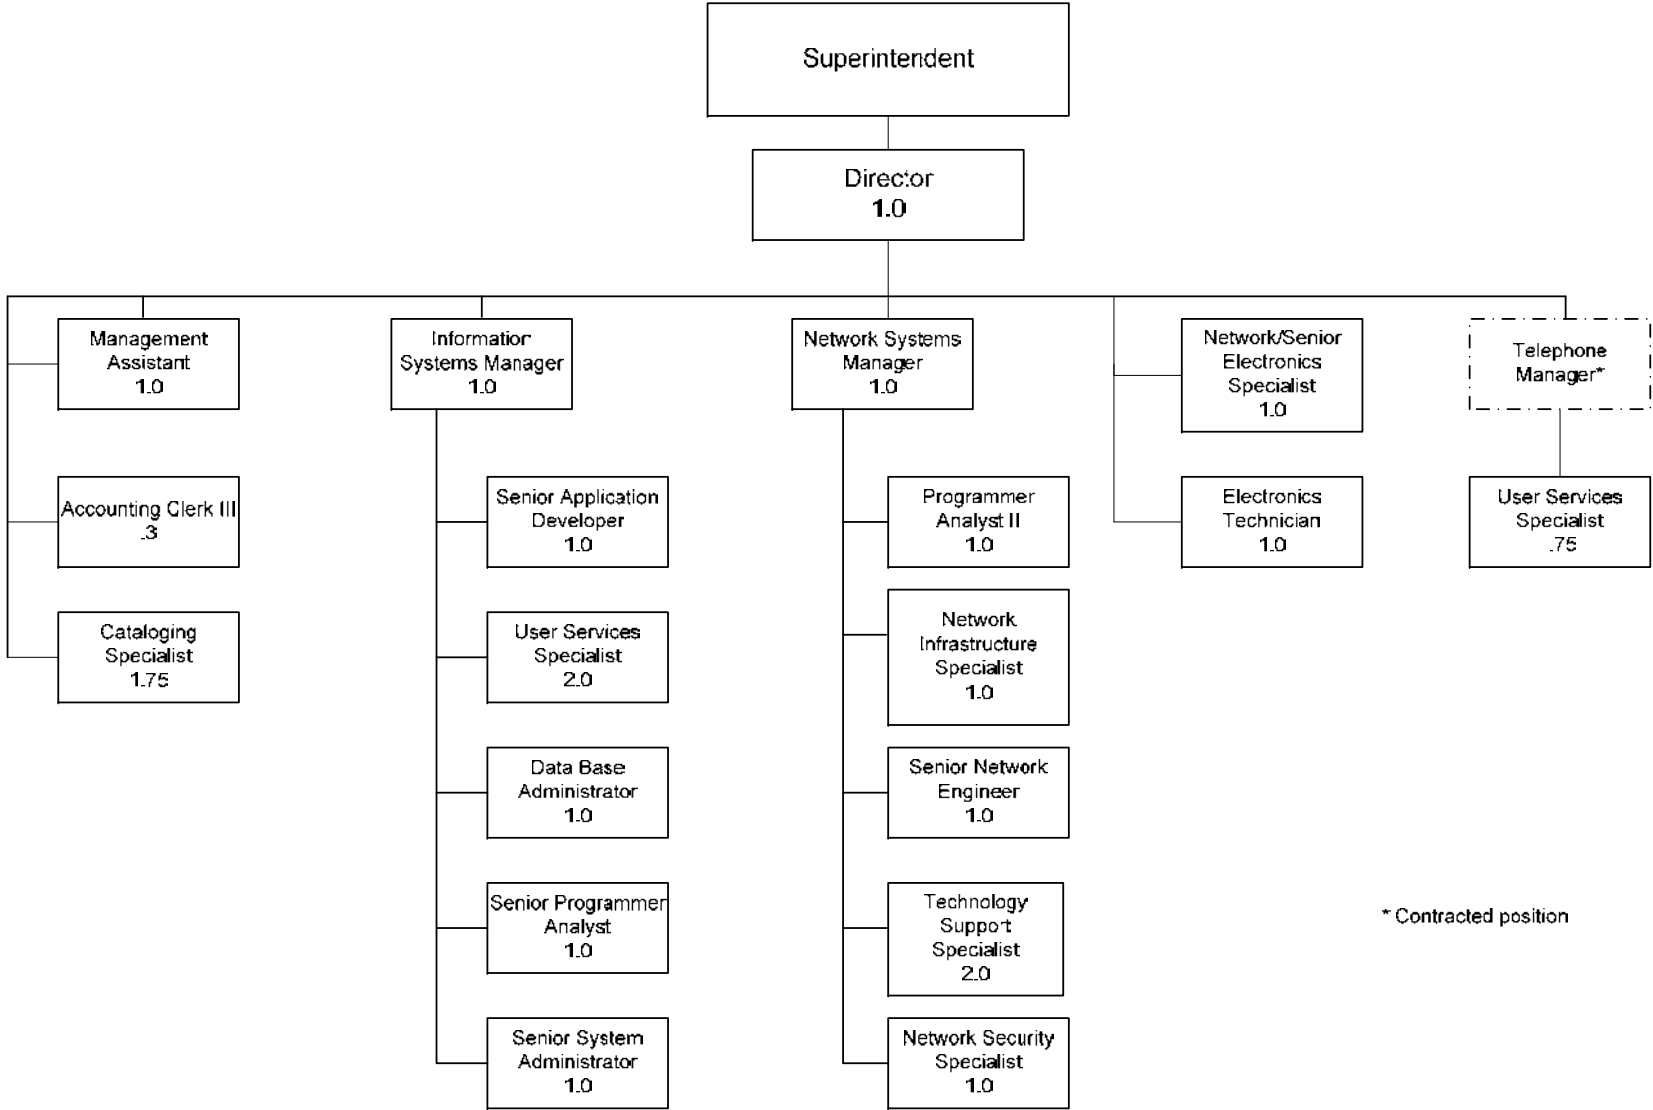 Superintendent
Director
1.0
Management
Assistant
1.0
Information
Systems Manager
1.0
Network Systems
Manager
1.0
Network/Senior
Electronics
Specialist
1.0
Telephone
Manager*
Accounting Clerk III
.3
Senior Application
Developer
1.0
Programmer
Analyst II
1.0
Electronics
Technician
1.0
User Services
Specialist
.75
Cataloging
Specialist
1.75
User Services
Specialist
2.0
Network
Infrastructure
Specialist
1.0
Data Base
Administrator
1.0
Senior Network
Engineer
1.0
Senior Programmer
Analyst
1.0
Technology
Support
Specialist
2.0
* Contracted position
Senior System
Administrator
1.0
Network Security
Specialist
1.0